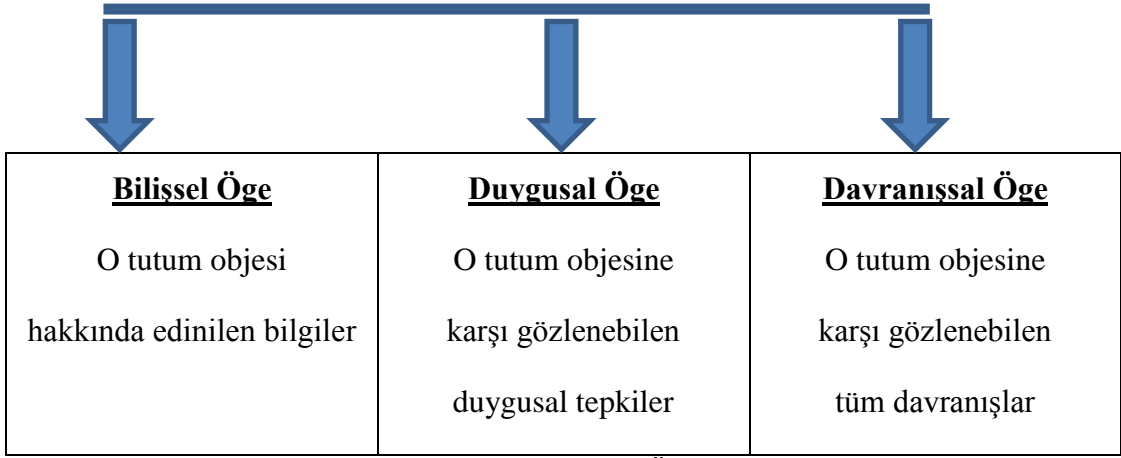 Bilişsel Öge
O tutum objesi
hakkında edinilen bilgiler
Duygusal Öge
O tutum objesine
karşı gözlenebilen
duygusal tepkiler
Davranışsal Öge
O tutum objesine
karşı gözlenebilen
tüm davranışlar